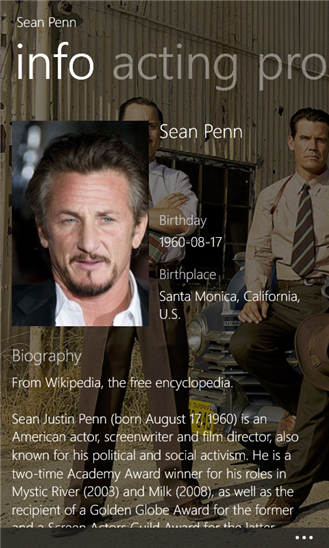 Sean Penn
info acting pro
Sean Penn
Birthday
1960-08-17
Birthplace
Santa Monica, California,
U.S.
Biography
From Wikipedia, the free encyclopedia.
Sean Justin Penn (born August 17, 1960) is an
American actor, screenwriter and film director, also
known for his political and social activism. He is a
two-time Academy Award winner for his roles in
Mystic River (2003) and Milk (2008), as well as the
recipient of a Golden Globe Award for the former
and a Screen Actors Guild Award for the latter.